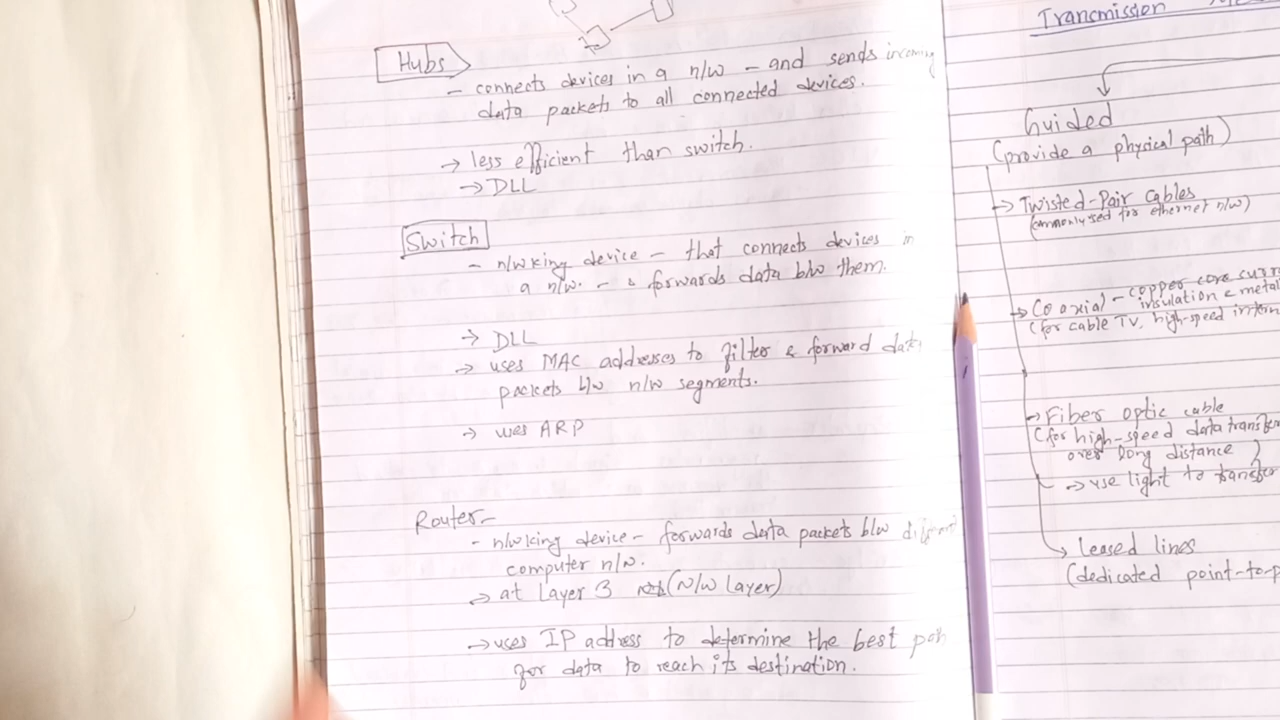 Hubs
- connects devices in a n/w - and sends incoming
data packets to all connected devices.
→ less efficient than switch.
→ DLL
Switch
- n/wking device - that connects devices in
a n/w. - & forwards data b/w them.
→ DLL
→ uses MAC addresses to filter & forward data
packets b/w n/w segments.
→ uses ARP
Router -
- n/wking device - forwards data packets b/w different
computer n/w.
→ at Layer 3 (N/w Layer)
→ uses IP address to determine the best path
for data to reach its destination.
Trancmission
Guided
(provide a physical path)
→ Twisted-Pair Cables
(commonly used for ethernet n/w)
→ Co axial - copper core
insulation & metal
(for cable TV, high-speed
→ Fiber optic cable
(for high-speed data transfer
over long distance)
→ use light to
→ leased lines
(dedicated point-to-p